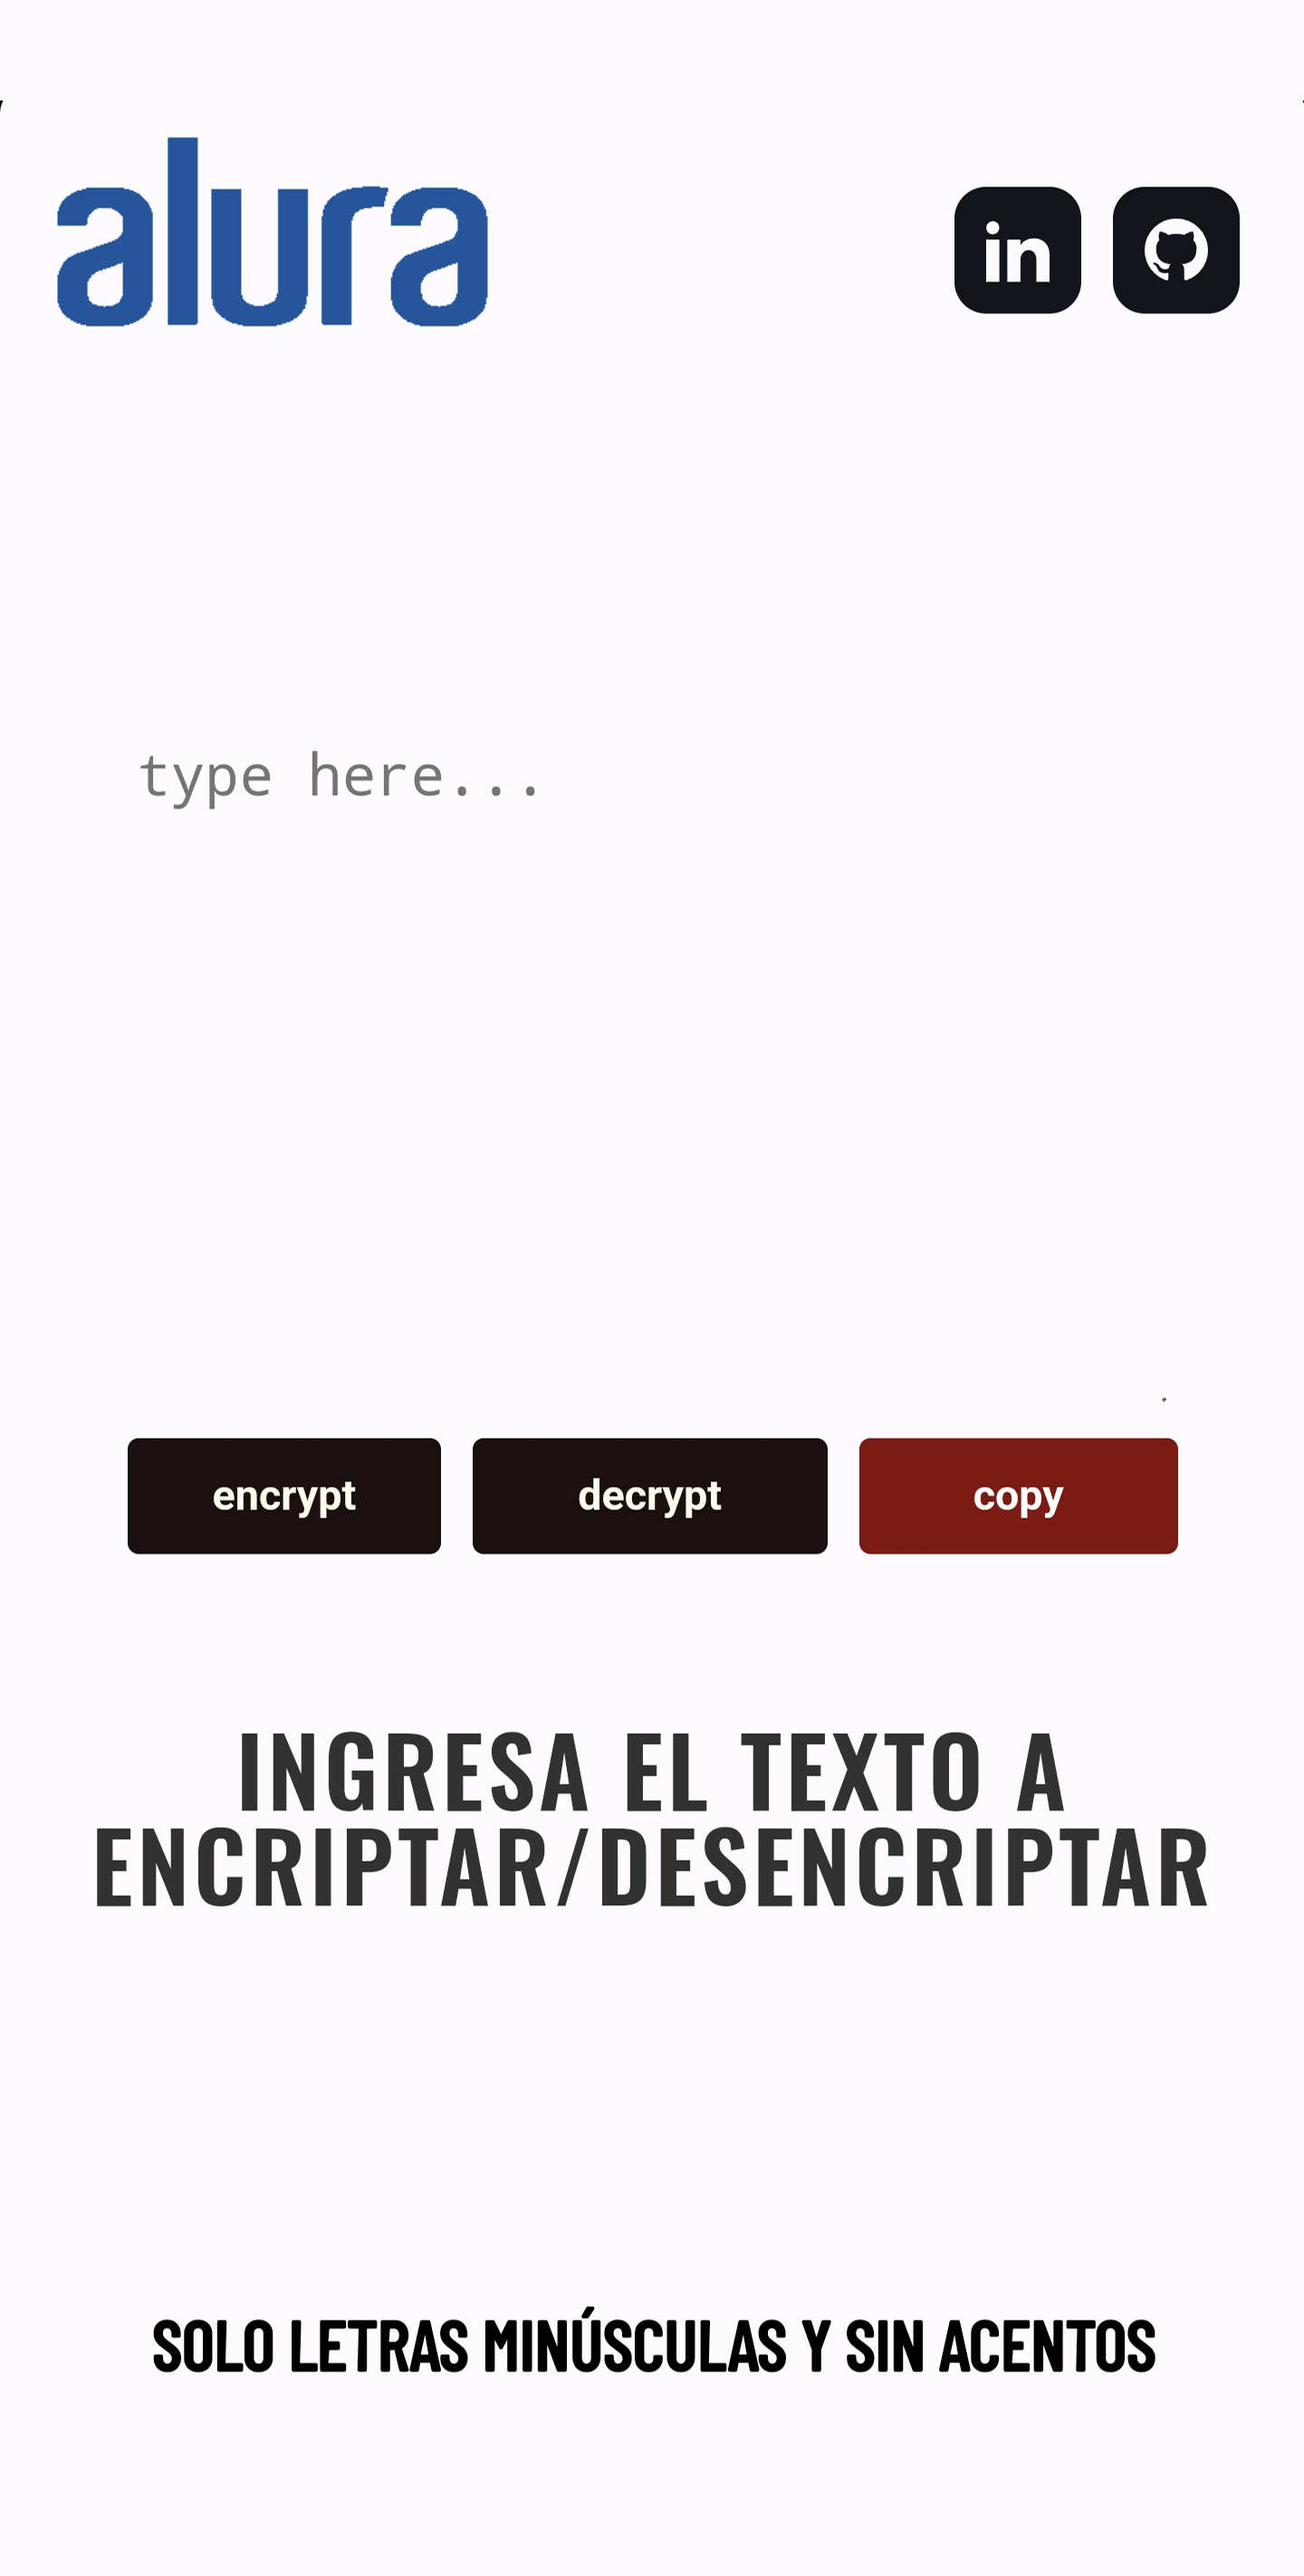 alura
in
type here...
encrypt decrypt copy
INGRESA EL TEXTO A
ENCRIPTAR/DESENCRIPTAR
SOLO LETRAS MINÚSCULAS Y SIN ACENTOS